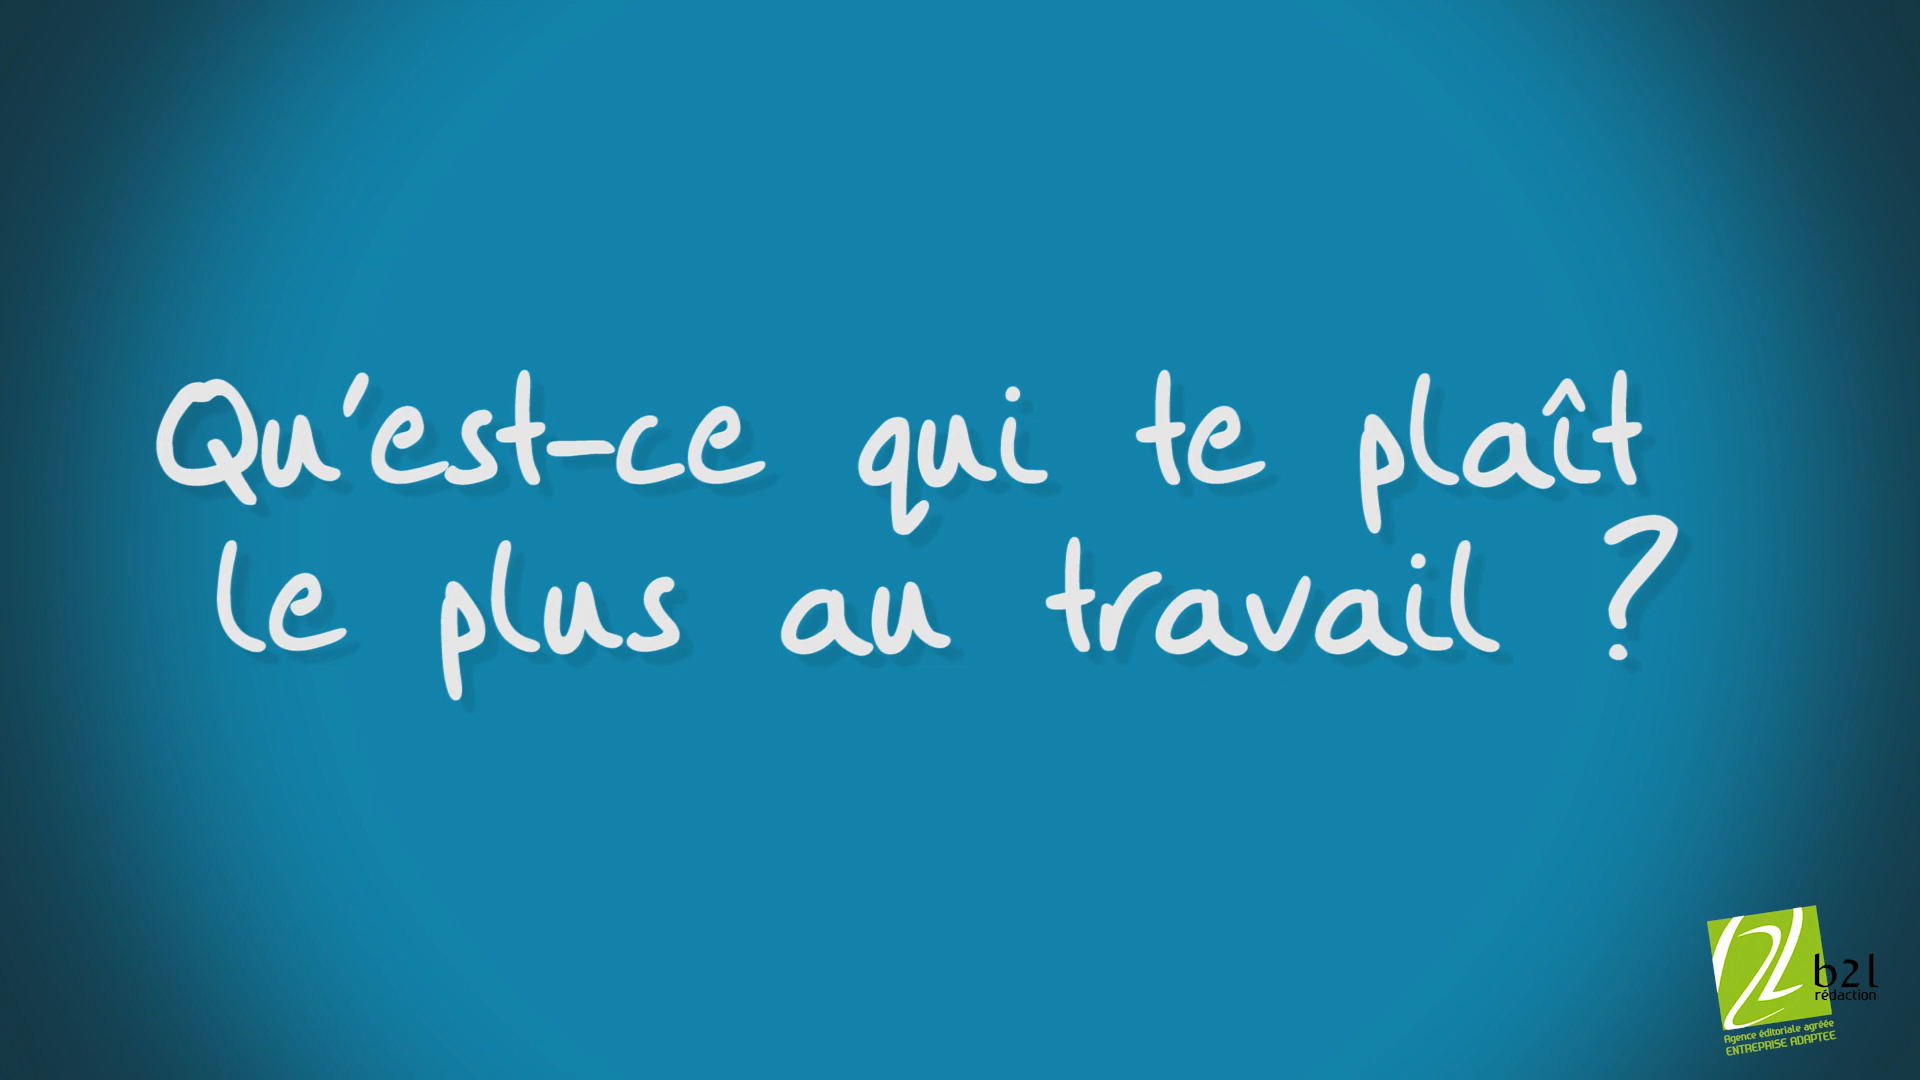 Qu'est-ce qui te plaît
le plus au travail ?
b2l
rédaction
Agence éditoriale agréée
ENTREPRISE ADAPTEE